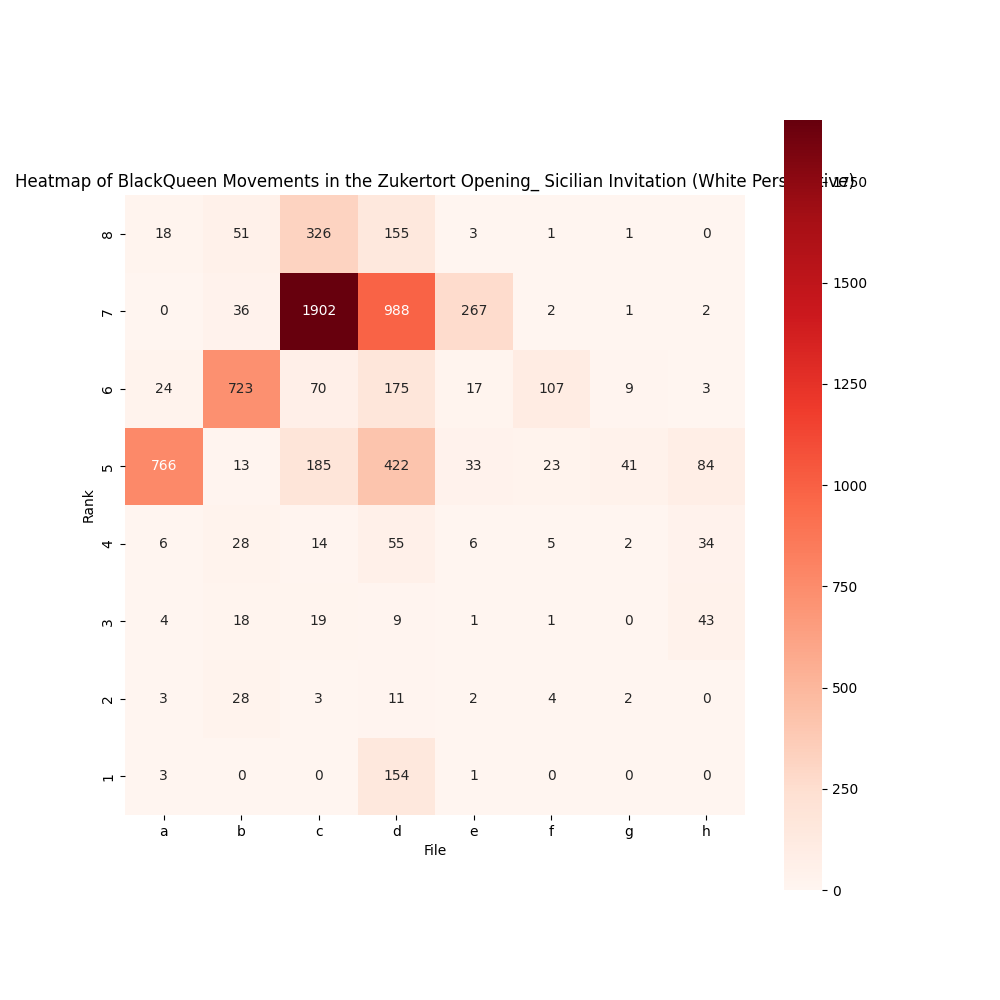 Heatmap of BlackQueen Movements in the Zukertort Opening_ Sicilian Invitation (White Perspective)
8 18 51 326 155 3 1 1 0
7 0 36 1902 988 267 2 1 2
6 24 723 70 175 17 107 9 3
5 766 13 185 422 33 23 41 84
4 6 28 14 55 6 5 2 34
3 4 18 19 9 1 1 0 43
2 3 28 3 11 2 4 2 0
1 3 0 0 154 1 0 0 0
a b c d e f g h
File
Rank
1750
1500
1250
1000
750
500
250
0